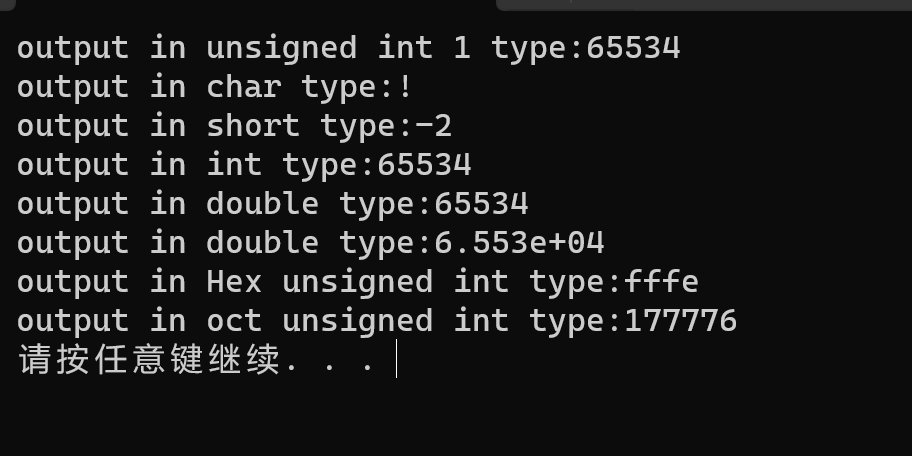 output in unsigned int 1 type:65534
output in char type:!
output in short type:-2
output in int type:65534
output in double type:65534
output in double type:6.553e+04
output in Hex unsigned int type:fffe
output in oct unsigned int type:177776
请按任意键继续. . .